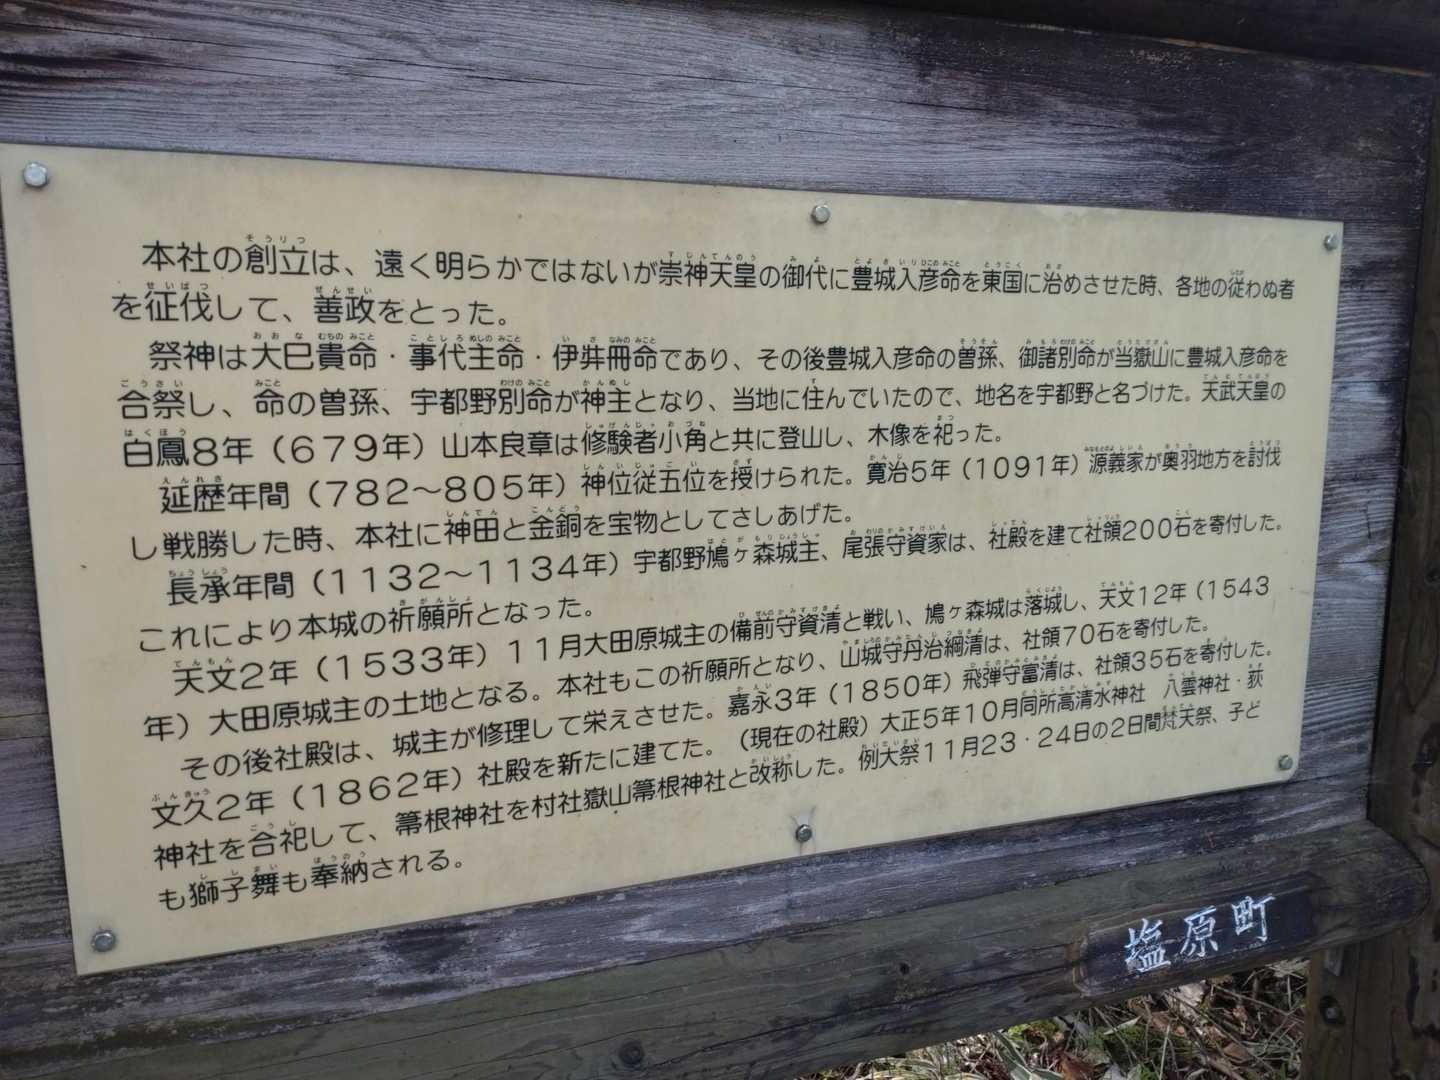 本社の創立は、遠く明らかではないが崇神天皇の御代に豊城入彦命を東国に治めさせた時、各地の従わぬ者
を征伐して、善政をとった。
祭神は大巳貴命・事代主命・伊弉冊命であり、その後豊城入彦命の曽孫、御諸別命が当嶽山に豊城入彦命を
合祭し、命の曽孫、宇都野別命が神主となり、当地に住んでいたので、地名を宇都野と名づけた。天武天皇の
白鳳8年（679年）山本良章は修験者小角と共に登山し、木像を祀った。
延歴年間（782～805年）神位従五位を授けられた。寛治5年（1091年）源義家が奥羽地方を討伐
し戦勝した時、本社に神田と金銅を宝物としてさしあげた。
長承年間（1132～1134年）宇都野鳩ヶ森城主、尾張守資家は、社殿を建て社領200石を寄付した。
これにより本城の祈願所となった。
天文2年（1533年）11月大田原城主の備前守資清と戦い、鳩ヶ森城は落城し、天文12年（1543
年）大田原城主の土地となる。本社もこの祈願所となり、山城守丹治綱清は、社領70石を寄付した。
その後社殿は、城主が修理して栄えさせた。嘉永3年（1850年）飛弾守富清は、社領35石を寄付した。
文久2年（1862年）社殿を新たに建てた。（現在の社殿）大正5年10月同所高清水神社　八雲神社・荻
神社を合祀して、箒根神社を村社嶽山箒根神社と改称した。例大祭11月23・24日の2日間梵天祭、子ど
も獅子舞も奉納される。
塩原町